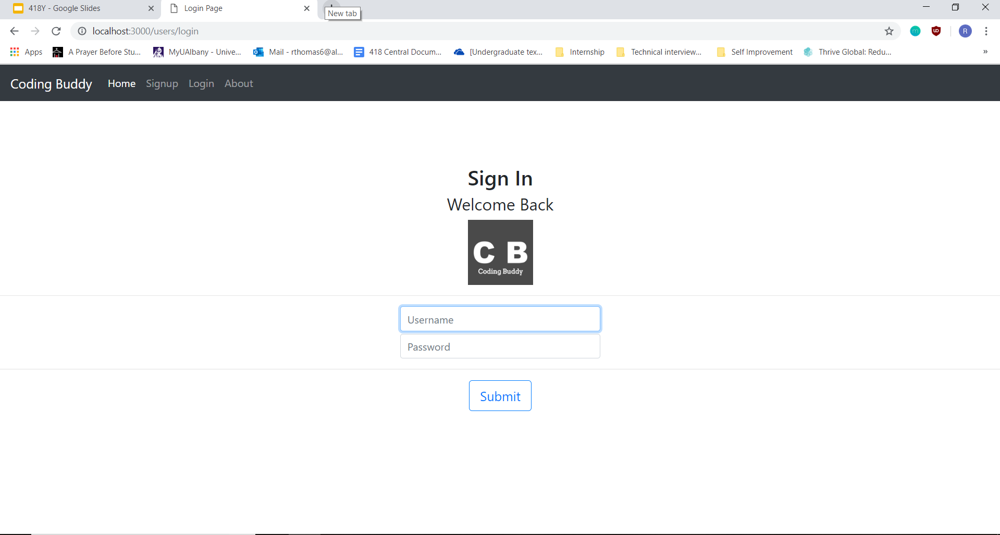 418Y - Google Slides
Login Page
New tab
localhost:3000/users/login
R
Apps
A Prayer Before Stu...
MyUAlbany - Unive...
Mail - rthomas6@al...
418 Central Docum...
[Undergraduate tex...
Internship
Technical interview...
Self Improvement
Thrive Global: Redu...
»
Coding Buddy
Home
Signup
Login
About
Sign In
Welcome Back
C B
Coding Buddy
Username
Password
Submit